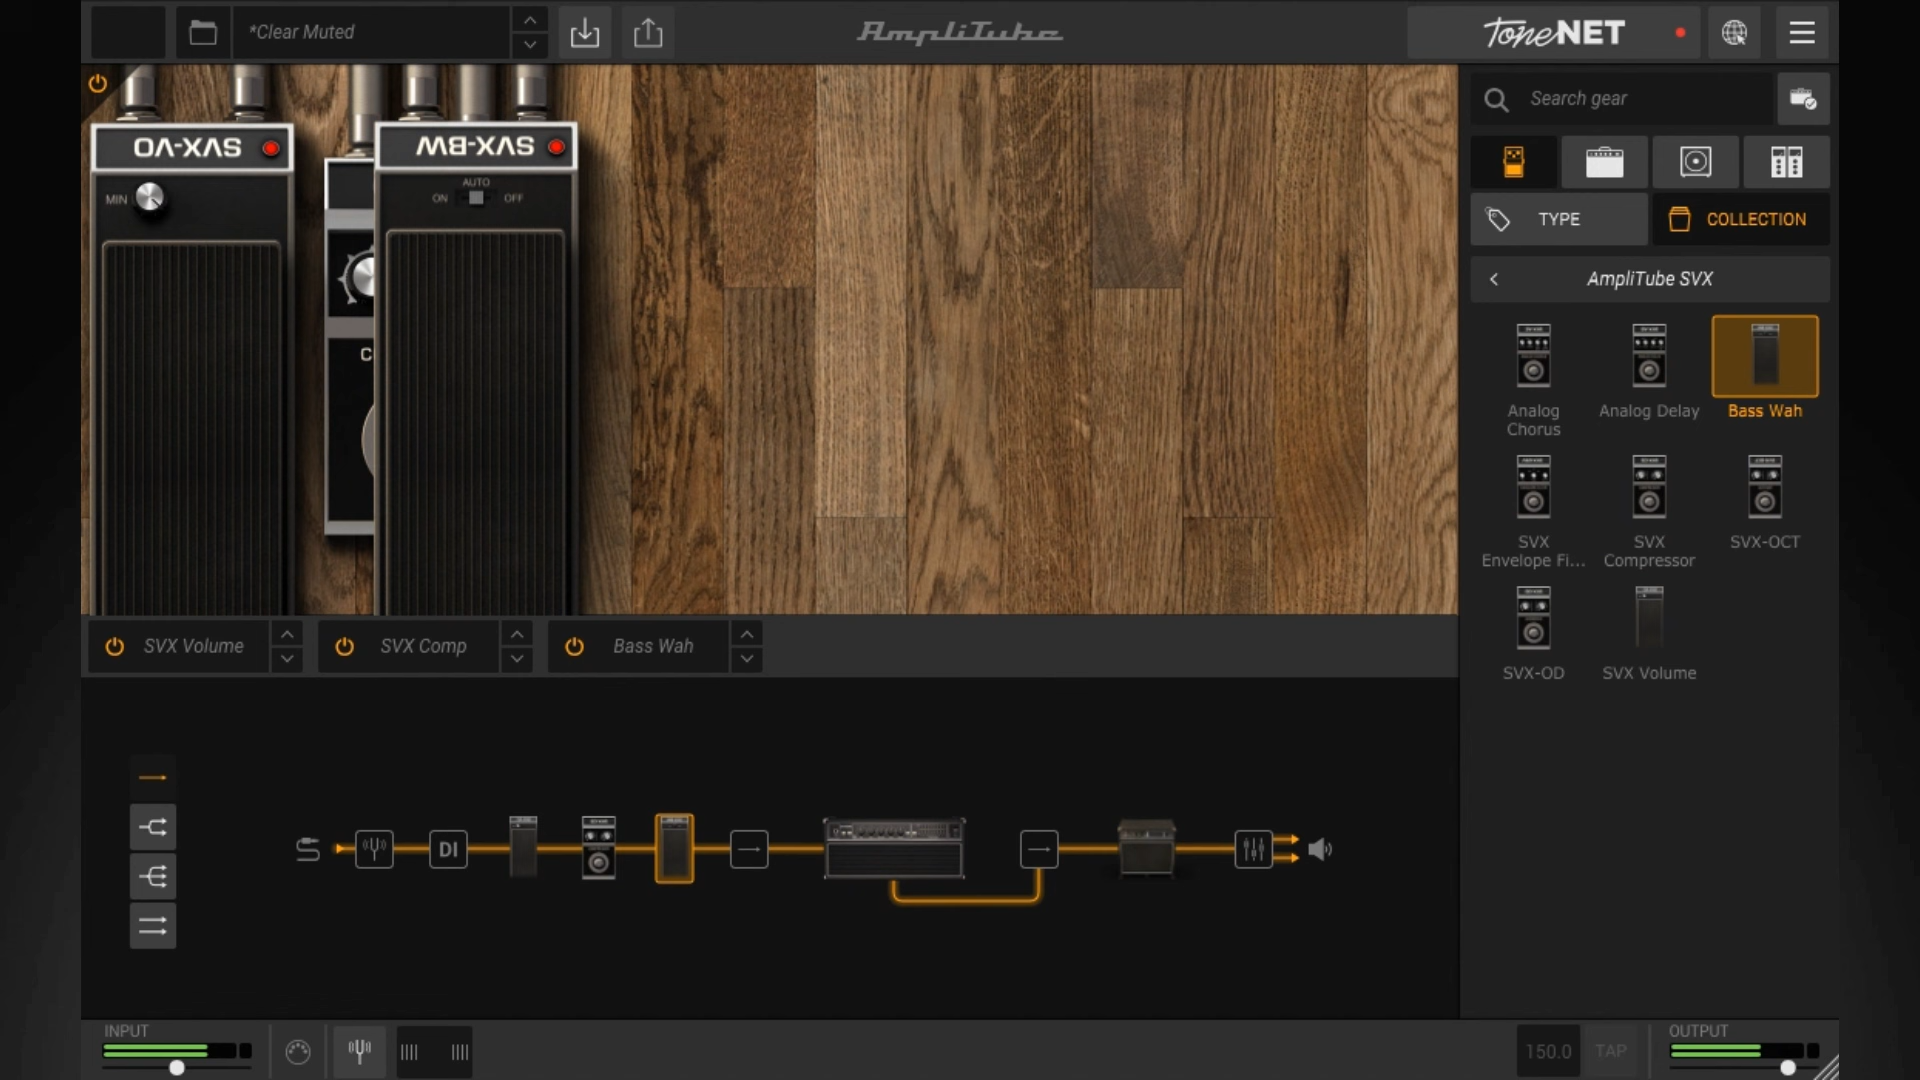 *Clear Muted
AmpliTube
ToneNET
SVX-VO
SVX-BW
MIN
AUTO
ON
OFF
C
Search gear
TYPE
COLLECTION
AmpliTube SVX
Analog
Chorus
Analog Delay
Bass Wah
SVX
Envelope Fi...
SVX
Compressor
SVX-OCT
SVX-OD
SVX Volume
SVX Volume
SVX Comp
Bass Wah
DI
INPUT
150.0
TAP
OUTPUT